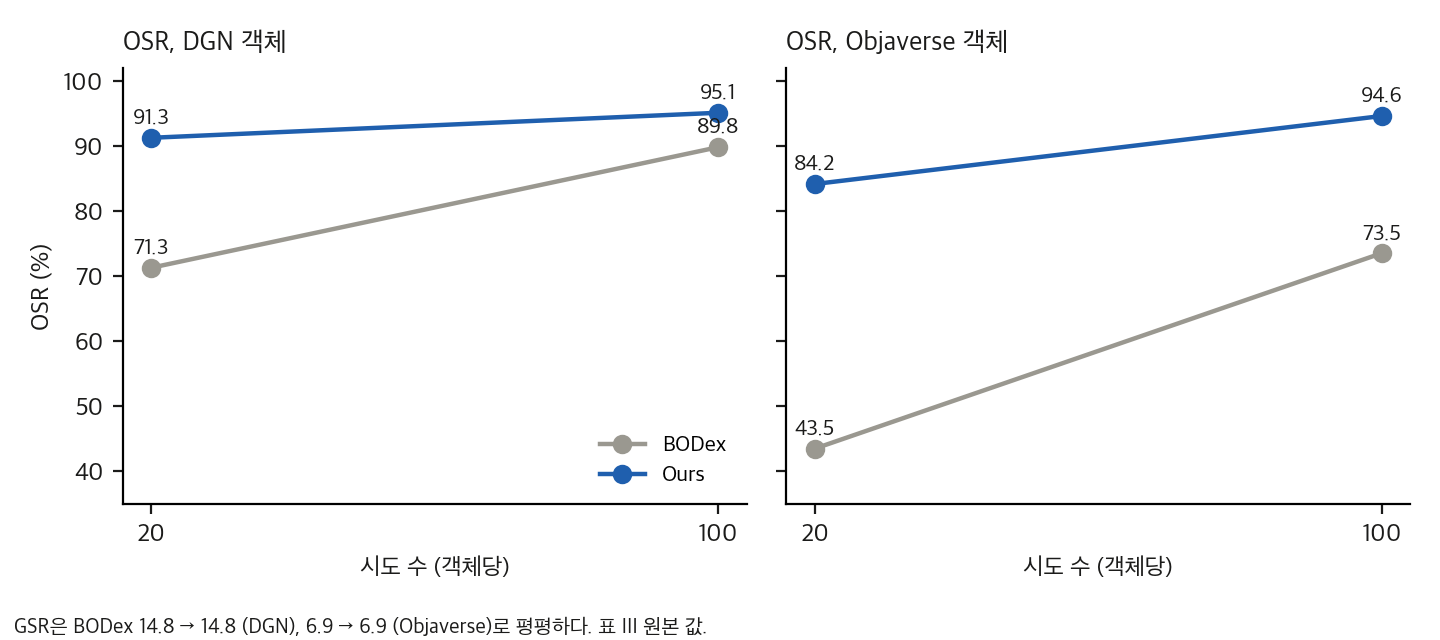 OSR, DGN 객체
OSR (%)
100
90
80
70
60
50
40
91.3
71.3
95.1
89.8
BODex
Ours
20
100
시도 수 (객체당)
OSR, Objaverse 객체
84.2
43.5
94.6
73.5
20
100
시도 수 (객체당)
GSR은 BODex 14.8 → 14.8 (DGN), 6.9 → 6.9 (Objaverse)로 평평하다. 표 III 원본 값.